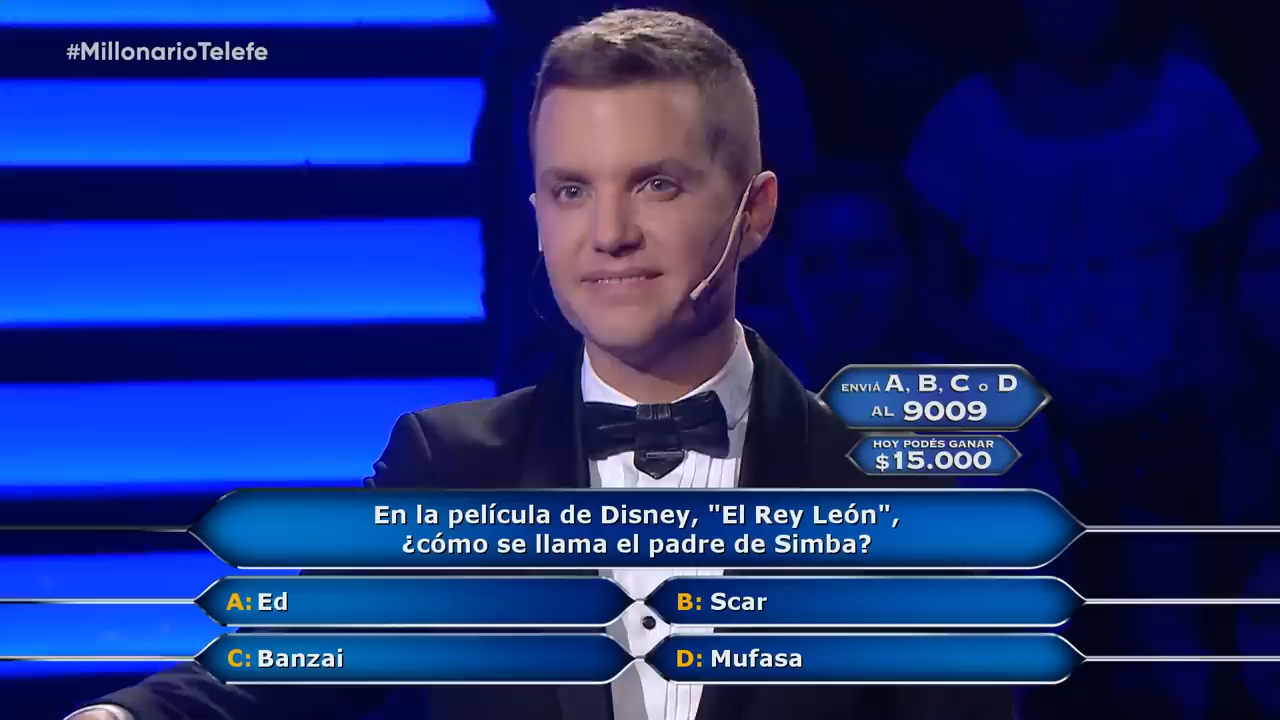 #MillonarioTelefe
ENVIÁ A, B, C o D
AL 9009
HOY PODÉS GANAR
$15.000
En la película de Disney, "El Rey León",
¿cómo se llama el padre de Simba?
A: Ed
B: Scar
C: Banzai
D: Mufasa